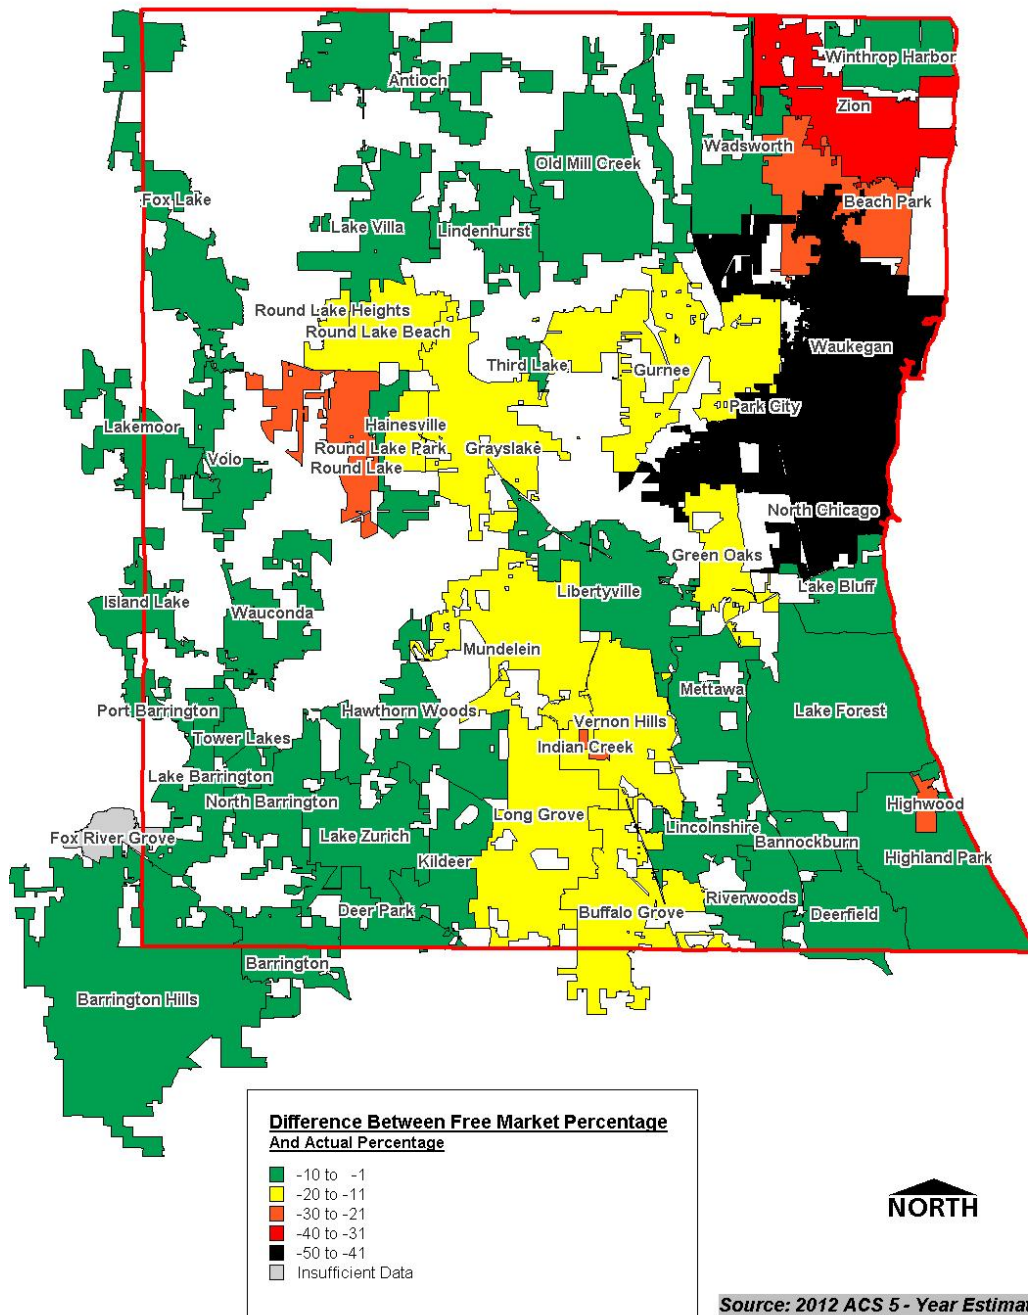 Winthrop Harbor
Antioch
Zion
Wadsworth
Old Mill Creek
Fox Lake
Beach Park
Lake Villa
Lindenhurst
Round Lake Heights
Round Lake Beach
Waukegan
Third Lake
Gurnee
Park City
Lakemoor
Hainesville
Round Lake Park
Grayslake
Volo
Round Lake
North Chicago
Green Oaks
Lake Bluff
Libertyville
Island Lake
Wauconda
Mundelein
Mettawa
Port Barrington
Hawthorn Woods
Lake Forest
Vernon Hills
Tower Lakes
Indian Creek
Lake Barrington
North Barrington
Highwood
Long Grove
Lincolnshire
Fox River Grove
Lake Zurich
Bannockburn
Kildeer
Highland Park
Riverwoods
Deer Park
Buffalo Grove
Deerfield
Barrington
Barrington Hills
Difference Between Free Market Percentage
And Actual Percentage
-10 to -1
-20 to -11
-30 to -21
-40 to -31
-50 to -41
Insufficient Data
NORTH
Source: 2012 ACS 5 - Year Estimat